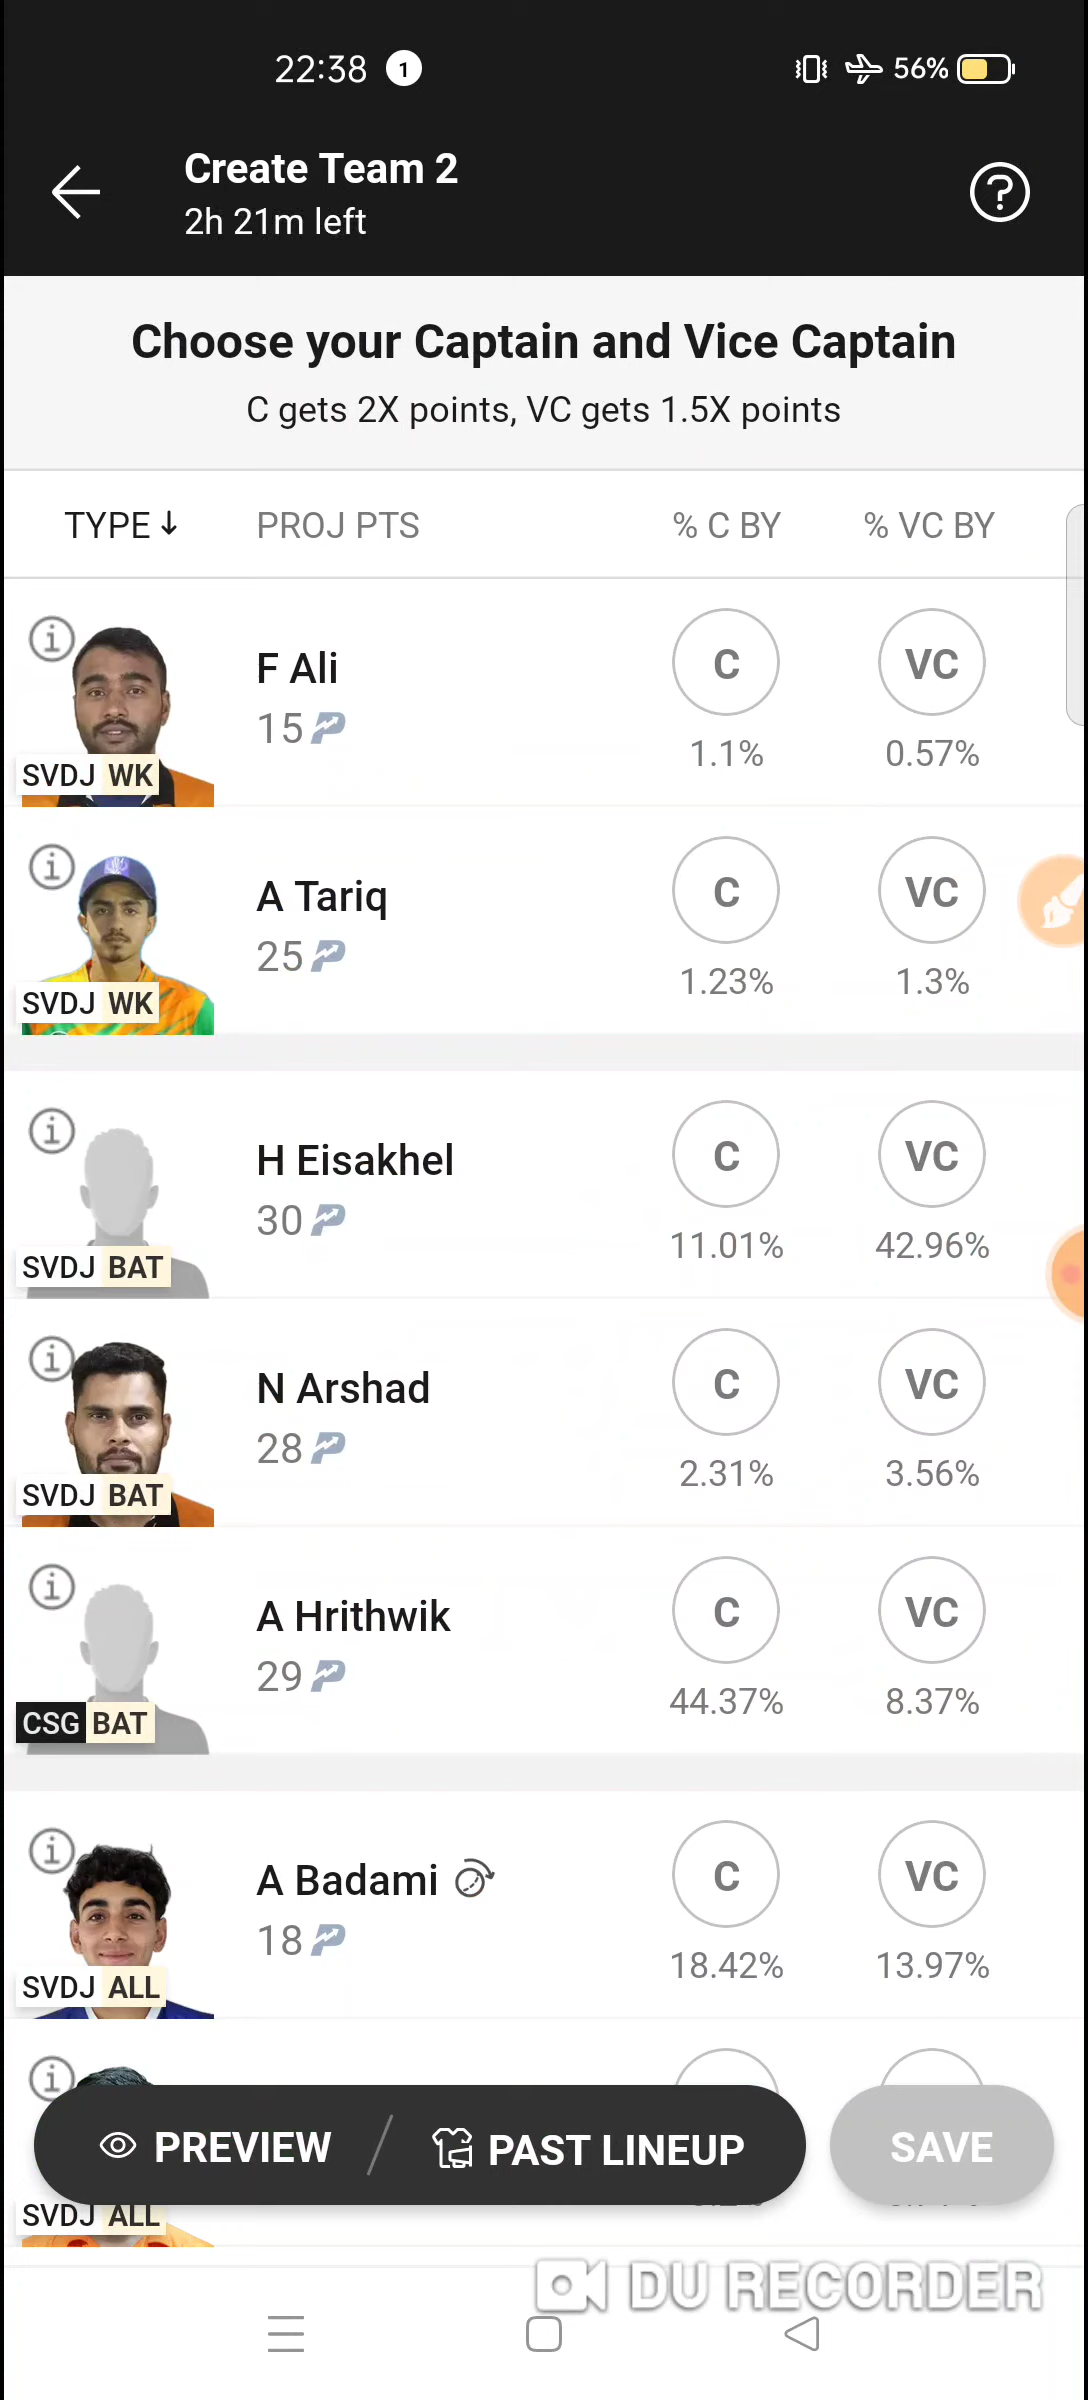 22:38 1 56%
Create Team 2
2h 21m left
Choose your Captain and Vice Captain
C gets 2X points, VC gets 1.5X points
TYPE PROJ PTS % C BY % VC BY
F Ali C VC
15 1.1% 0.57%
SVDJ WK
A Tariq C VC
25 1.23% 1.3%
SVDJ WK
H Eisakhel C VC
30 11.01% 42.96%
SVDJ BAT
N Arshad C VC
28 2.31% 3.56%
SVDJ BAT
A Hrithwik C VC
29 44.37% 8.37%
CSG BAT
A Badami C VC
18 18.42% 13.97%
SVDJ ALL
PREVIEW PAST LINEUP SAVE
SVDJ ALL
DU RECORDER